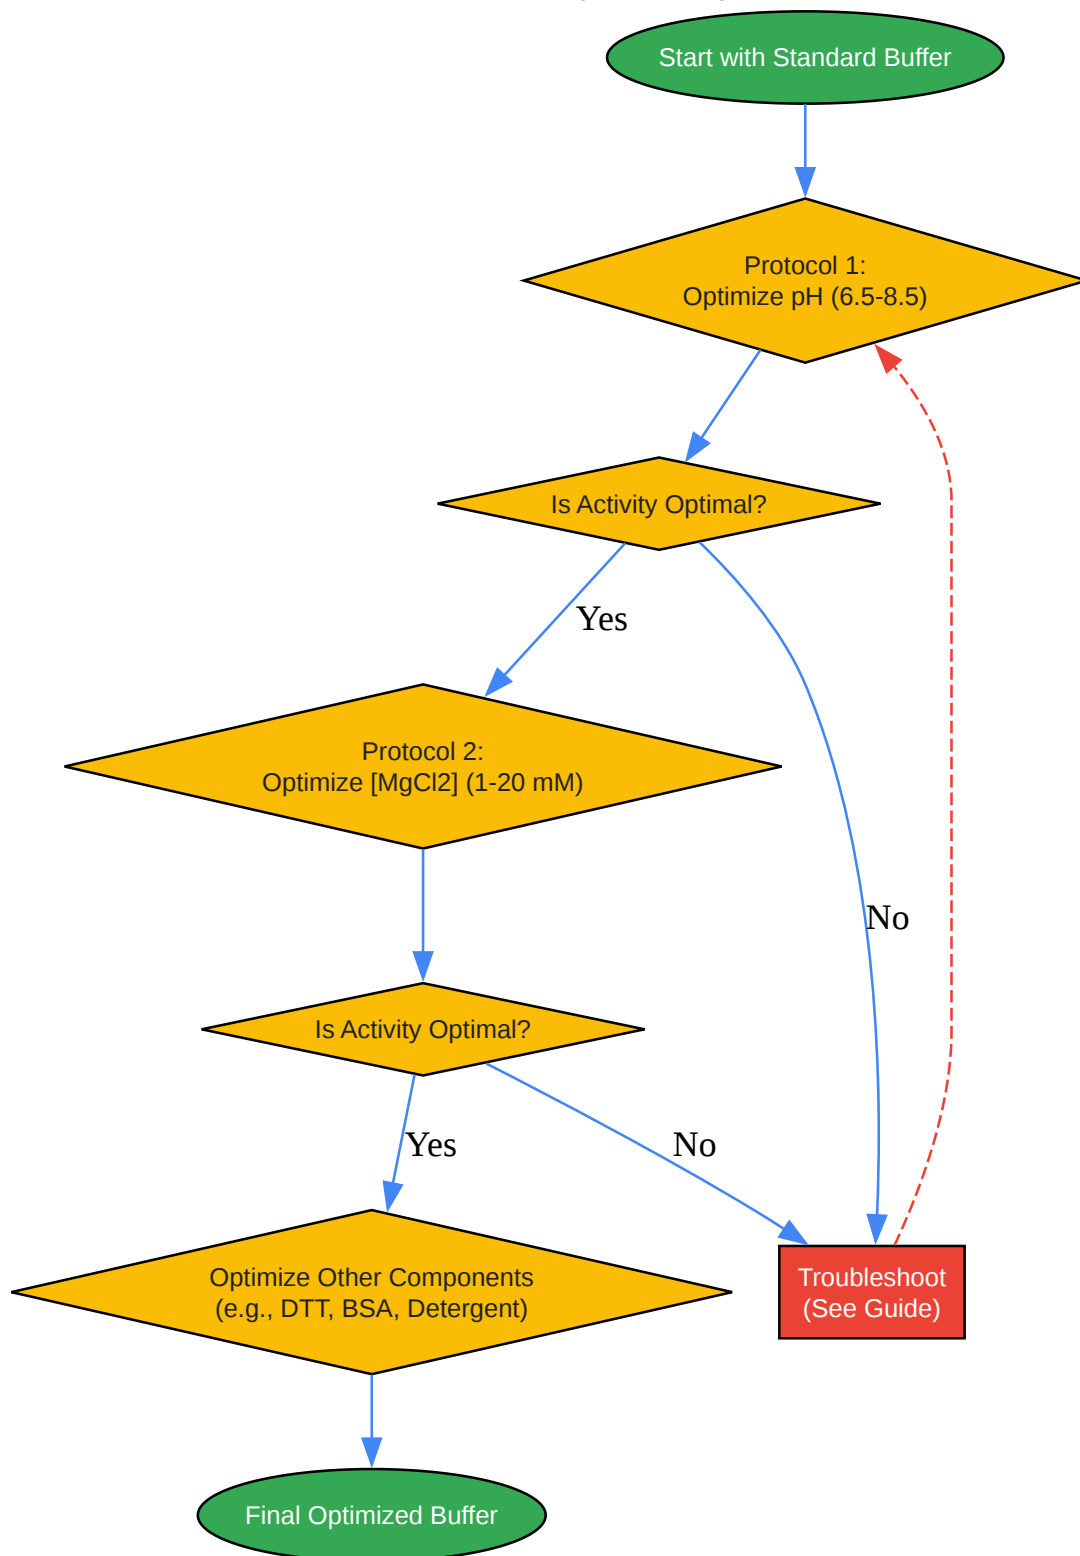 Start with Standard Buffer
Protocol 1:
Optimize pH (6.5-8.5)
Is Activity Optimal?
Yes
Protocol 2:
Optimize [MgCl2] (1-20 mM)
No
Is Activity Optimal?
Yes
No
Optimize Other Components
(e.g., DTT, BSA, Detergent)
Troubleshoot
(See Guide)
Final Optimized Buffer